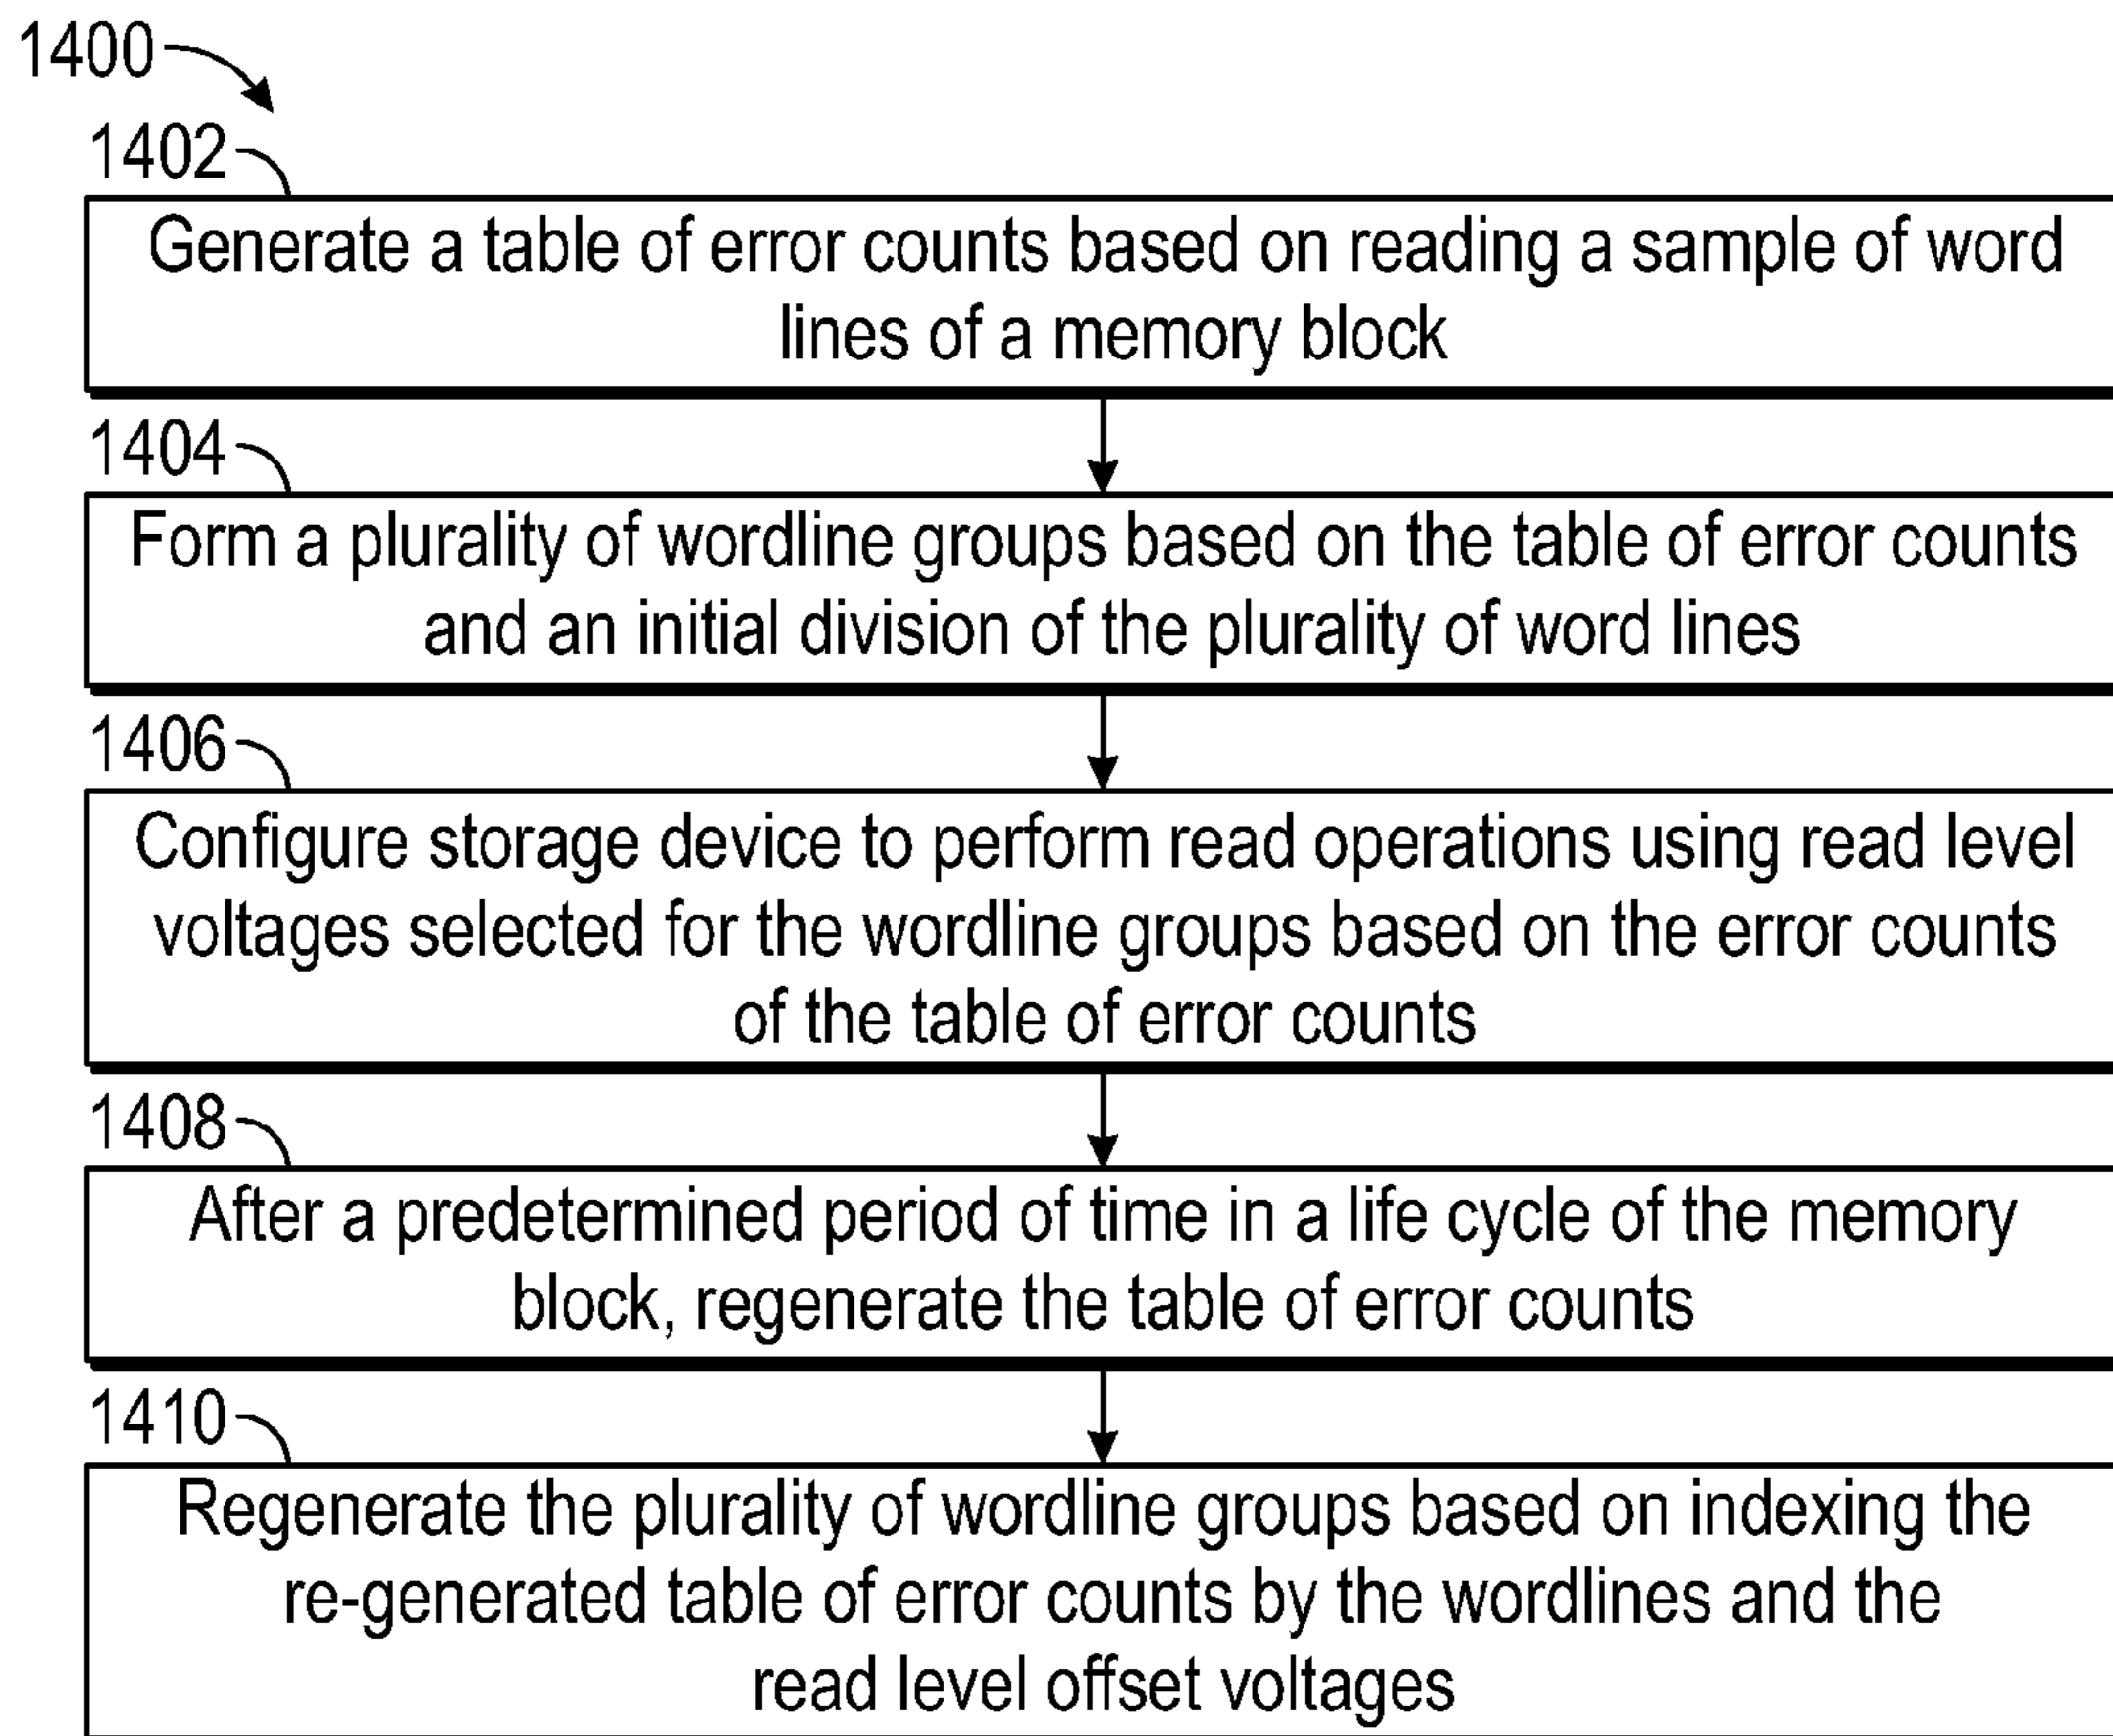 1400
1402
Generate a table of error counts based on reading a sample of word
lines of a memory block
1404
Form a plurality of wordline groups based on the table of error counts
and an initial division of the plurality of word lines
1406
Configure storage device to perform read operations using read level
voltages selected for the wordline groups based on the error counts
of the table of error counts
1408
After a predetermined period of time in a life cycle of the memory
block, regenerate the table of error counts
1410
Regenerate the plurality of wordline groups based on indexing the
re-generated table of error counts by the wordlines and the
read level offset voltages